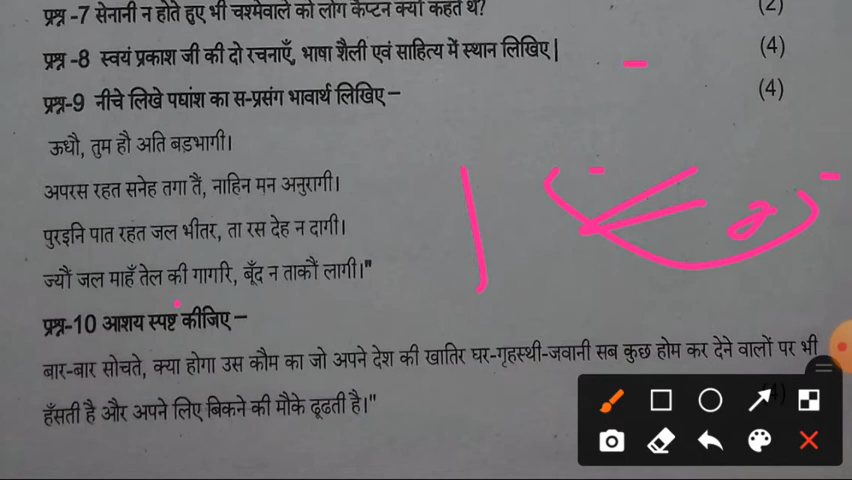 प्रश्न -7 सेनानी न होते हुए भी चश्मेवाले को लोग कैप्टन क्यों कहते थे? (2)
प्रश्न -8 स्वयं प्रकाश जी की दो रचनाएँ, भाषा शैली एवं साहित्य में स्थान लिखिए| (4)
प्रश्न-9 नीचे लिखे पघांश का स-प्रसंग भावार्थ लिखिए – (4)
ऊधौ, तुम हौ अति बड़भागी।
अपरस रहत सनेह तगा तैं, नाहिन मन अनुरागी।
पुरइनि पात रहत जल भीतर, ता रस देह न दागी।
ज्यौं जल माहँ तेल की गागरि, बूँद न ताकौं लागी।"
प्रश्न-10 आशय स्पष्ट कीजिए –
बार-बार सोचते, क्या होगा उस कौम का जो अपने देश की खातिर घर-गृहस्थी-जवानी सब कुछ होम कर देने वालों पर भी
हँसती है और अपने लिए बिकने की मौके ढूढती है।" (4)